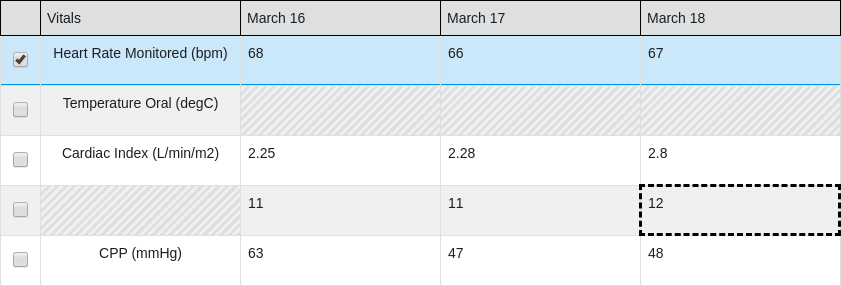 Vitals March 16 March 17 March 18
Heart Rate Monitored (bpm) 68 66 67
Temperature Oral (degC)
Cardiac Index (L/min/m2) 2.25 2.28 2.8
11 11 12
CPP (mmHg) 63 47 48